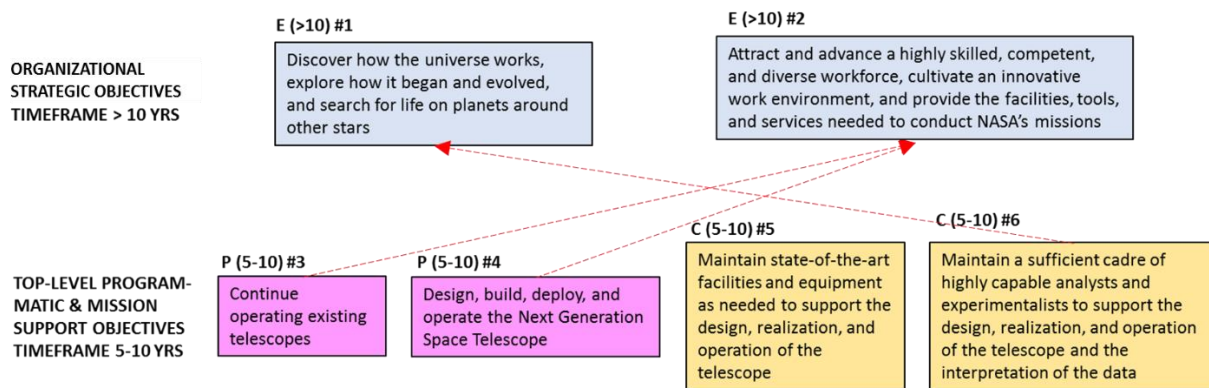 E (>10) #1
Discover how the universe works,
explore how it began and evolved,
and search for life on planets around
other stars
E (>10) #2
Attract and advance a highly skilled, competent,
and diverse workforce, cultivate an innovative
work environment, and provide the facilities, tools,
and services needed to conduct NASA's missions
ORGANIZATIONAL
STRATEGIC OBJECTIVES
TIMEFRAME > 10 YRS
P (5-10) #3
Continue
operating existing
telescopes
P (5-10) #4
Design, build, deploy, and
operate the Next Generation
Space Telescope
C (5-10) #5
Maintain state-of-the-art
facilities and equipment
as needed to support the
design, realization, and
operation of the
telescope
C (5-10) #6
Maintain a sufficient cadre of
highly capable analysts and
experimentalists to support the
design, realization, and operation
of the telescope and the
interpretation of the data
TOP-LEVEL PROGRAM-
MATIC & MISSION
SUPPORT OBJECTIVES
TIMEFRAME 5-10 YRS